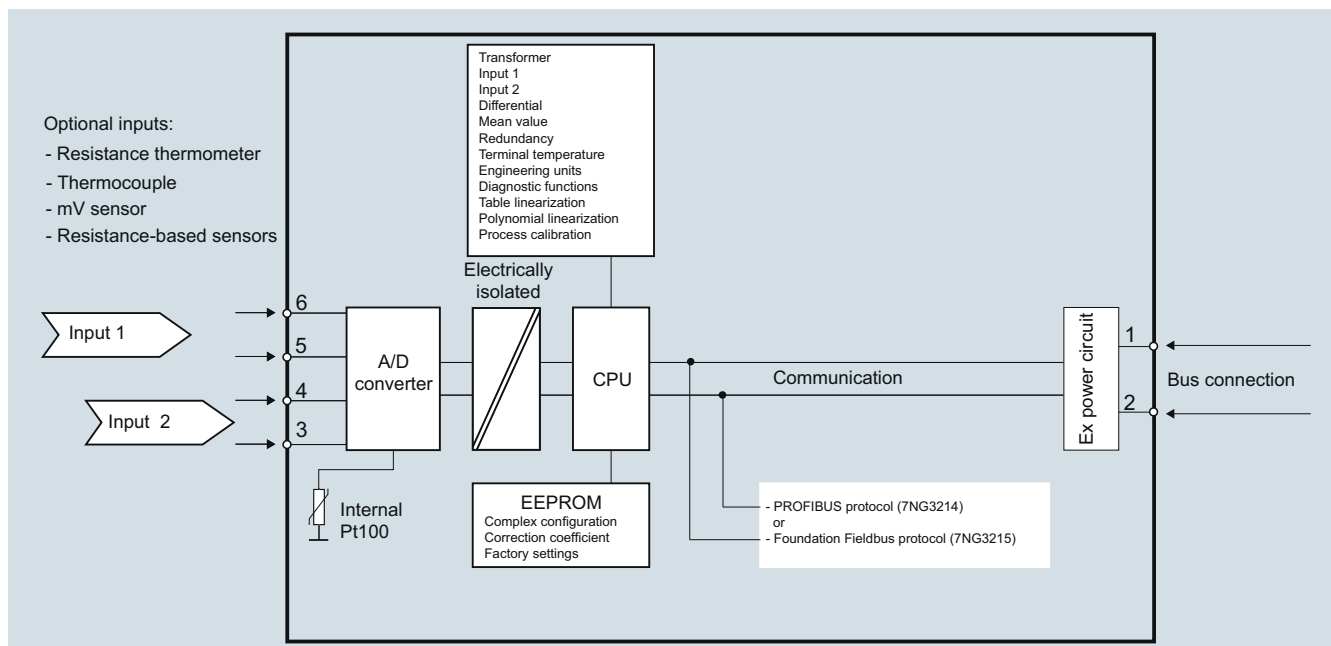 Transformer
Input 1
Input 2
Differential
Mean value
Redundancy
Terminal temperature
Engineering units
Diagnostic functions
Table linearization
Polynomial linearization
Process calibration
Optional inputs:
- Resistance thermometer
- Thermocouple
- mV sensor
- Resistance-based sensors
Electrically
isolated
Input 1
Input 2
6
5
4
3
A/D
converter
CPU
Communication
Ex power circuit
1
2
Bus connection
Internal
Pt100
EEPROM
Complex configuration
Correction coefficient
Factory settings
- PROFIBUS protocol (7NG3214)
or
- Foundation Fieldbus protocol (7NG3215)